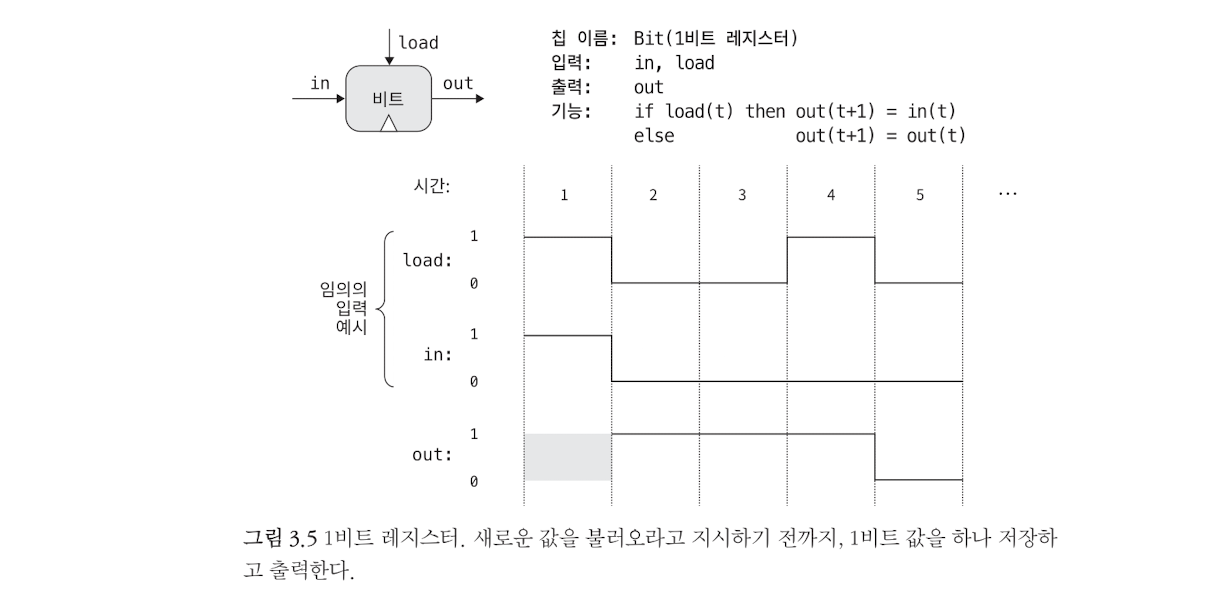 load
in
out
비트
칩 이름: Bit(1비트 레지스터)
입력: in, load
출력: out
기능: if load(t) then out(t+1) = in(t)
else out(t+1) = out(t)
시간: 1 2 3 4 5 ...
임의의
입력
예시
load: 1
0
in: 1
0
out: 1
0
그림 3.5 1비트 레지스터. 새로운 값을 불러오라고 지시하기 전까지, 1비트 값을 하나 저장하
고 출력한다.